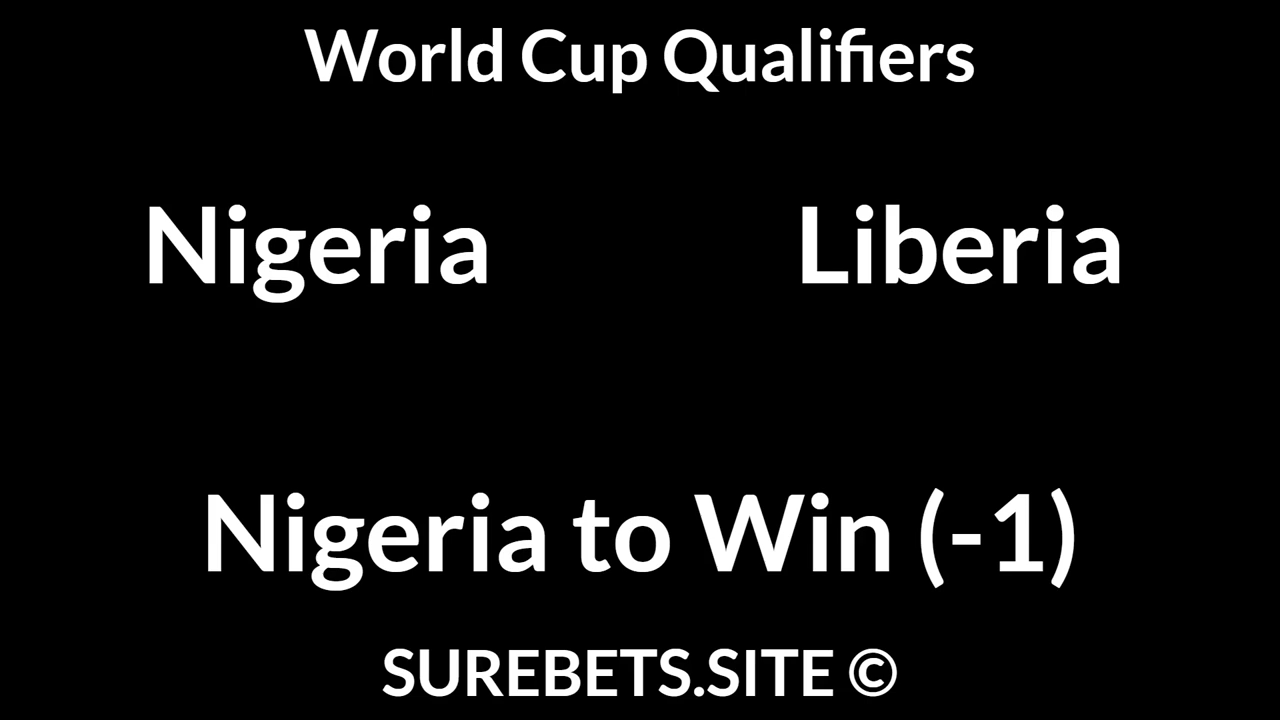 World Cup Qualifiers
Nigeria Liberia
Nigeria to Win (-1)
SUREBETS.SITE ©